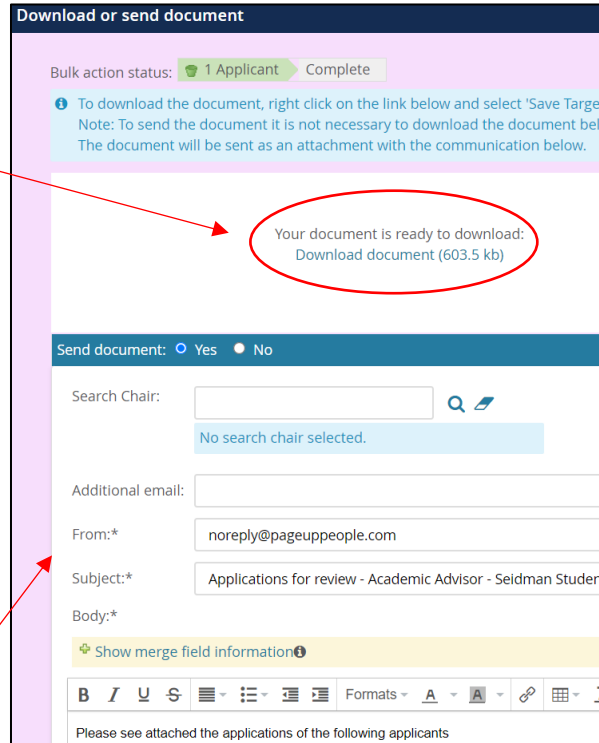 Download or send document
Bulk action status: 1 Applicant Complete
To download the document, right click on the link below and select 'Save Targe
Note: To send the document it is not necessary to download the document bel
The document will be sent as an attachment with the communication below.
Your document is ready to download:
Download document (603.5 kb)
Send document: Yes No
Search Chair:
No search chair selected.
Additional email:
From:* noreply@pageuppeople.com
Subject:* Applications for review - Academic Advisor - Seidman Studen
Body:*
Show merge field information
B I U S Formats A A
Please see attached the applications of the following applicants